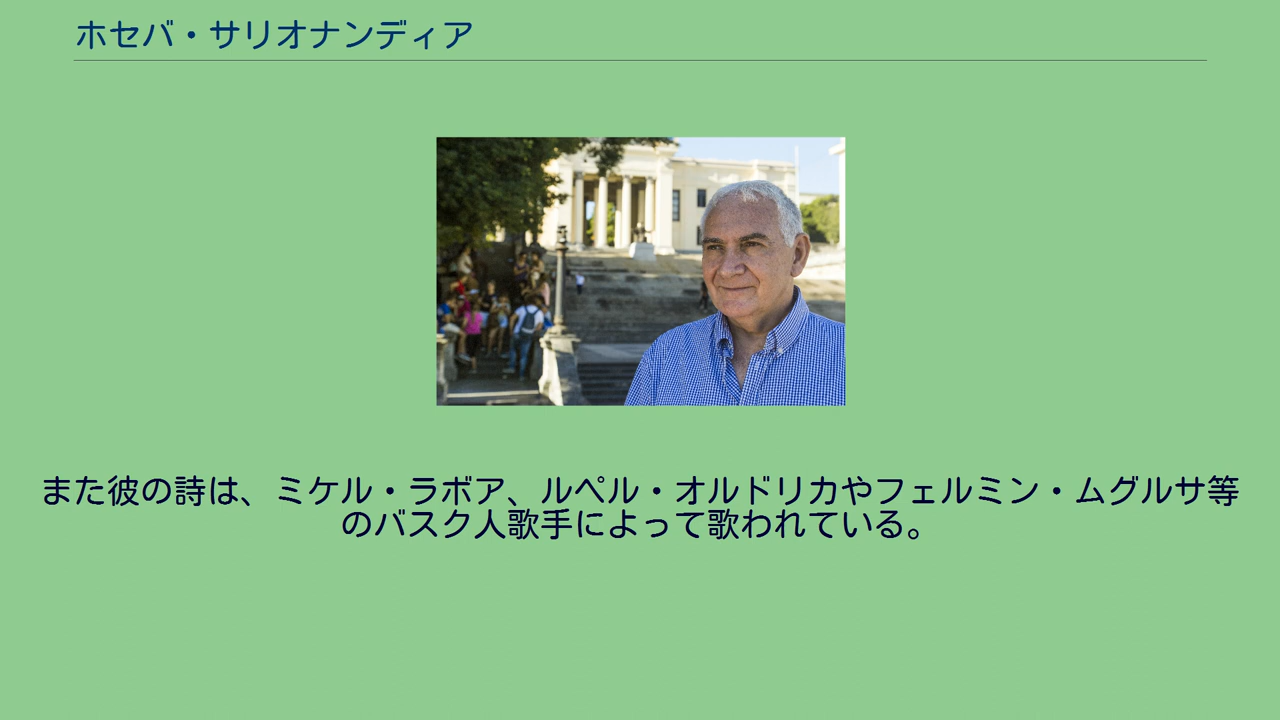 ホセバ・サリオナンディア
また彼の詩は、ミケル・ラボア、ルペル・オルドリカやフェルミン・ムグルサ等
のバスク人歌手によって歌われている。